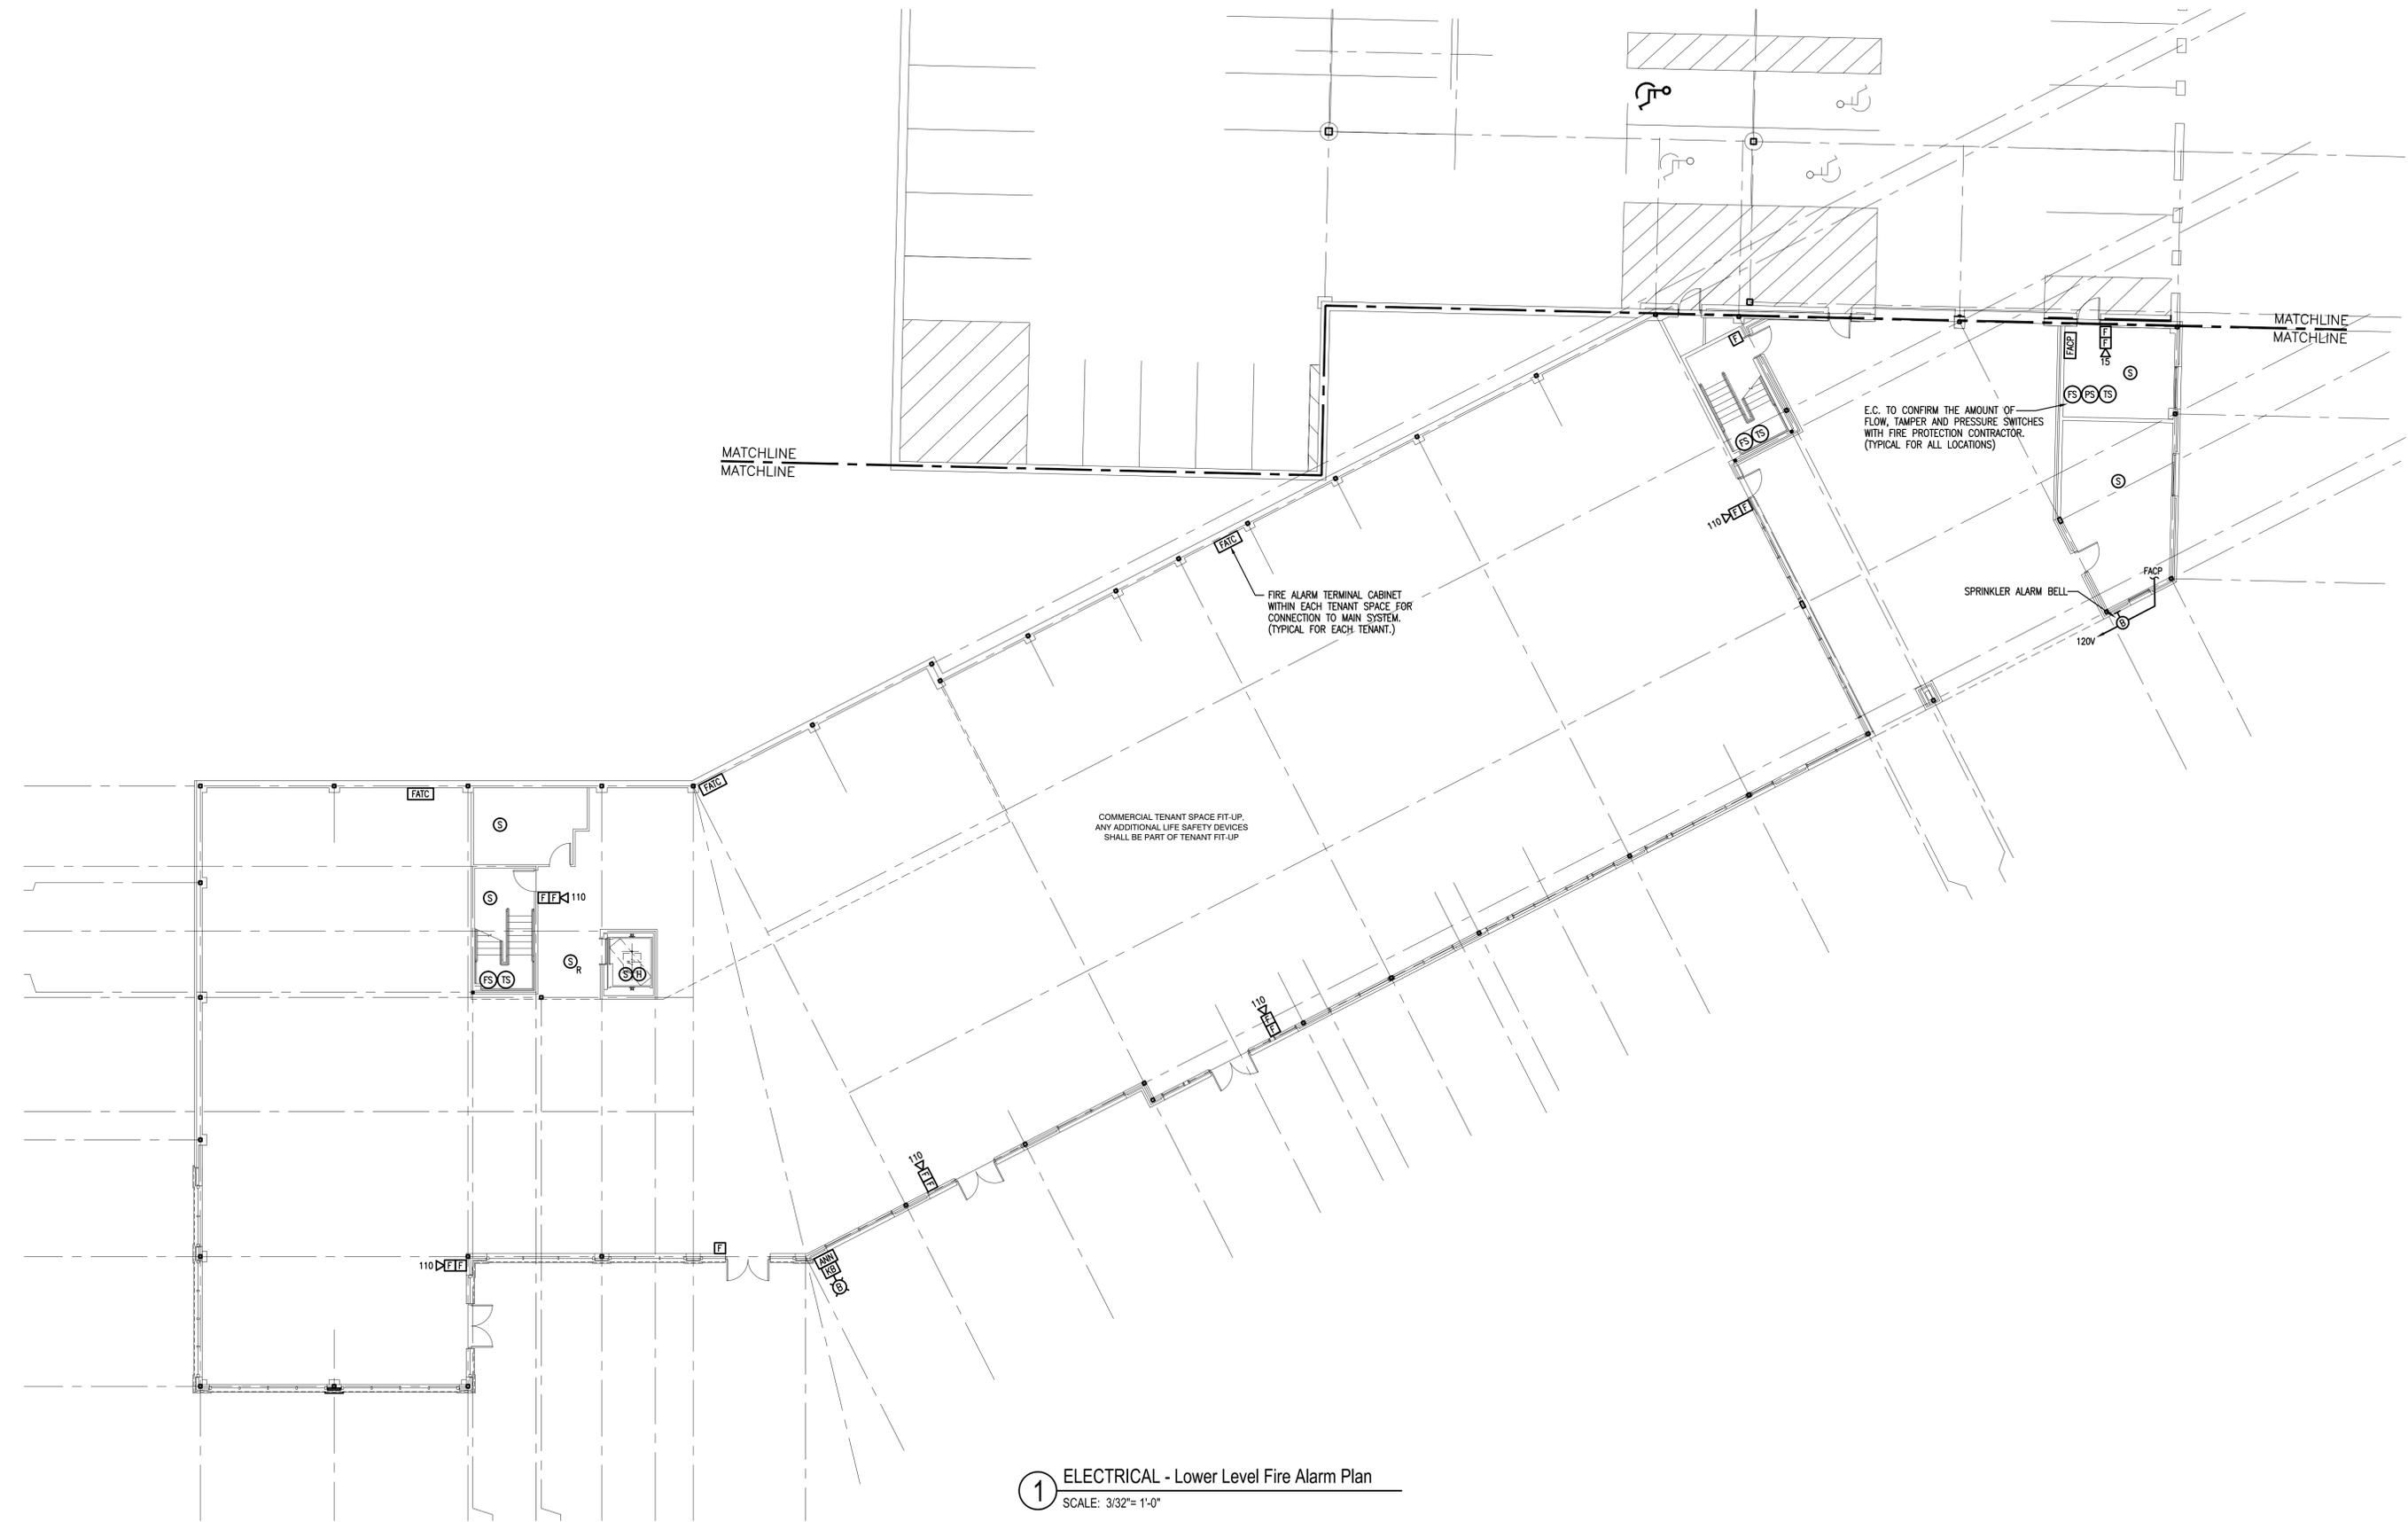 MATCHLINE
MATCHLINE
F
FACP
F
F
15
S
FS PS TS
E.C. TO CONFIRM THE AMOUNT OF
FLOW, TAMPER AND PRESSURE SWITCHES
WITH FIRE PROTECTION CONTRACTOR.
(TYPICAL FOR ALL LOCATIONS)
FS TS
MATCHLINE
MATCHLINE
S
110 F F
FATC
FIRE ALARM TERMINAL CABINET
WITHIN EACH TENANT SPACE FOR
CONNECTION TO MAIN SYSTEM.
(TYPICAL FOR EACH TENANT.)
FACP
SPRINKLER ALARM BELL
B
120V
FATC
FATC
S
COMMERCIAL TENANT SPACE FIT-UP,
ANY ADDITIONAL LIFE SAFETY DEVICES
SHALL BE PART OF TENANT FIT-UP
S
F F 110
S
R
S H
FS TS
110
F
F
110
F
F
F
110 F F
ANN
KB
B
1
ELECTRICAL - Lower Level Fire Alarm Plan
SCALE: 3/32"= 1'-0"